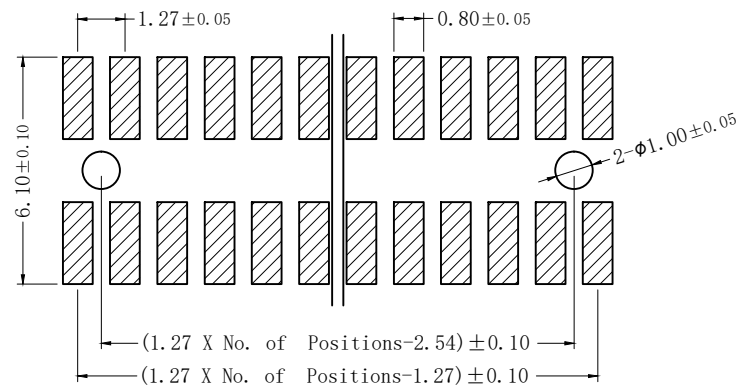 1.27±0.05
0.80±0.05
6.10±0.10
2-Φ1.00±0.05
(1.27 X No. of Positions-2.54)±0.10
(1.27 X No. of Positions-1.27)±0.10